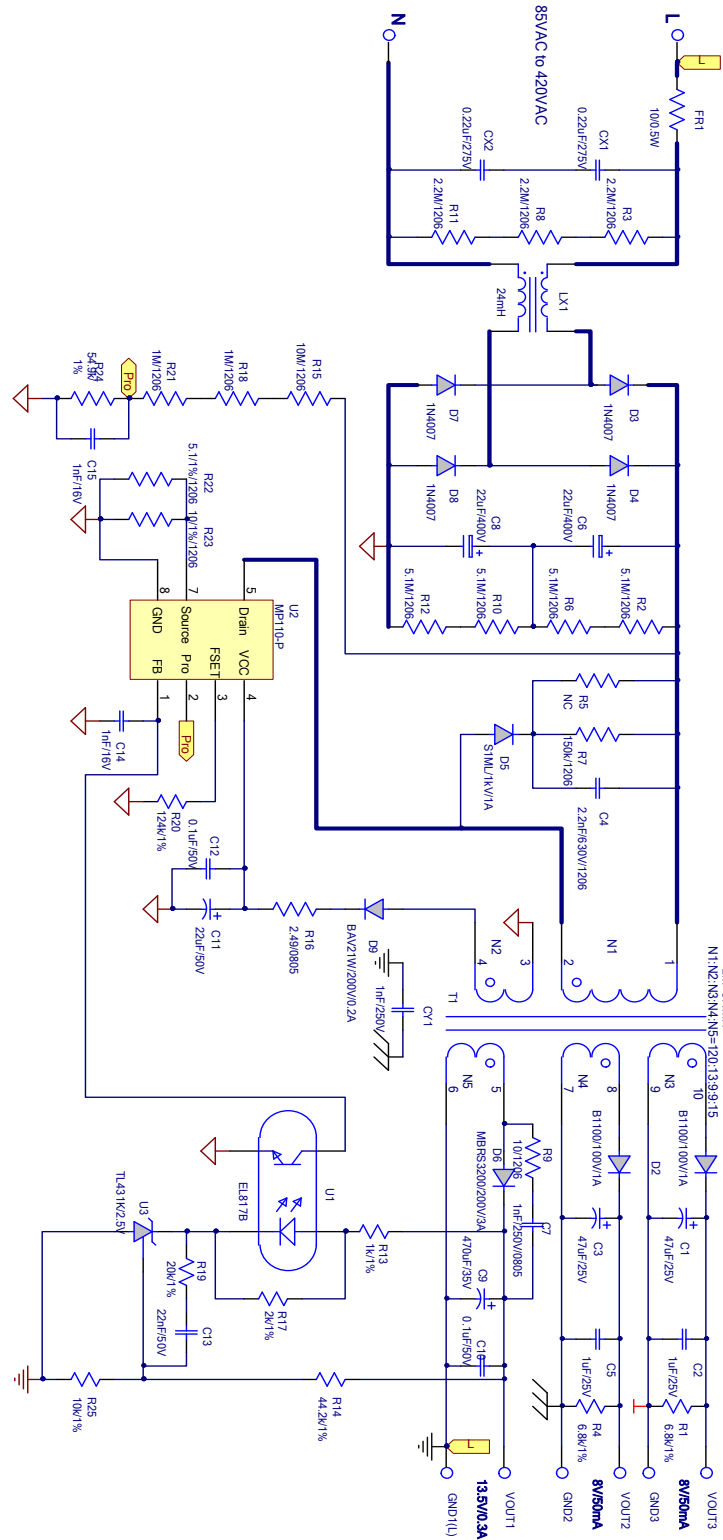 85VAC to 420VAC
L
L
N
FR1
10/0.5W
CX1
0.22uF/275V
CX2
0.22uF/275V
R3
2.2M/1206
R8
2.2M/1206
R11
2.2M/1206
LX1
24mH
D3
1N4007
D7
1N4007
D4
1N4007
D8
1N4007
C6
22uF/400V
C8
22uF/400V
R2
5.1M/1206
R6
5.1M/1206
R10
5.1M/1206
R12
5.1M/1206
R15
10M/1206
R18
1M/1206
R21
1M/1206
Pro
R24
54.9k
1%
C15
1nF/16V
R22
5.1/1%/1206
R23
10/1%/1206
U2
MP110-P
5
Drain
VCC
4
FSET
3
7
Source
Pro
2
8
GND
FB
1
Pro
C14
1nF/16V
R20
124k/1%
C12
0.1uF/50V
C11
22uF/50V
R16
2.49/0805
D9
BAV21W/200V/0.2A
CY1
1nF/250V
R5
NC
R7
150k/1206
C4
2.2nF/630V/1206
D5
S1ML/1kV/1A
N1:N2:N3:N4:N5=120:13:9:9:15
T1
N1
1
2
N2
3
4
N3
10
9
N4
8
7
N5
5
6
B1100/100V/1A
D2
B1100/100V/1A
C1
47uF/25V
C3
47uF/25V
C2
1uF/25V
C5
1uF/25V
R1
6.8k/1%
R4
6.8k/1%
VOUT3
8V/50mA
GND3
VOUT2
8V/50mA
GND2
R9
10/1206
C7
1nF/250V/0805
D6
MBRS3200/200V/3A
C9
470uF/35V
C10
0.1uF/50V
L
VOUT1
13.5V/0.3A
GND1(L)
U1
EL817B
R13
1k/1%
R17
2k/1%
U3
TL431K/2.5V
R19
20k/1%
C13
22nF/50V
R14
44.2k/1%
R25
10k/1%